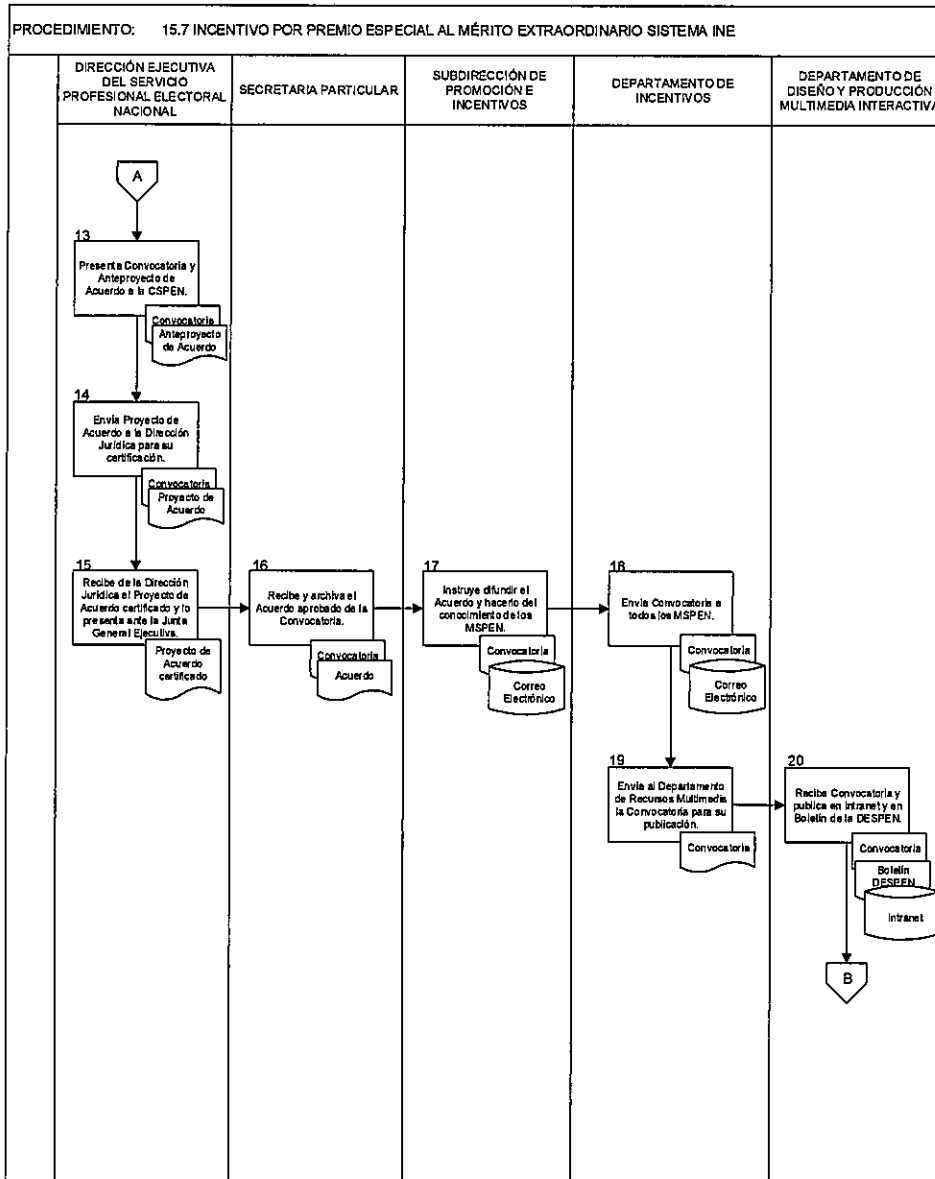 PROCEDIMIENTO: 15.7 INCENTIVO POR PREMIO ESPECIAL AL MÉRITO EXTRAORDINARIO SISTEMA INE
DIRECCIÓN EJECUTIVA
DEL SERVICIO
PROFESIONAL ELECTORAL
NACIONAL
SECRETARIA PARTICULAR
SUBDIRECCIÓN DE
PROMOCIÓN E
INCENTIVOS
DEPARTAMENTO DE
INCENTIVOS
DEPARTAMENTO DE
DISEÑO Y PRODUCCIÓN
MULTIMEDIA INTERACTIVA
A
13
Presenta Convocatoria y
Anteproyecto de
Acuerdo a la CSPEN.
Convocatoria
Anteproyecto
de Acuerdo
14
Envía Proyecto de
Acuerdo a la Dirección
Jurídica para su
certificación.
Convocatoria
Proyecto de
Acuerdo
15
Recibe de la Dirección
Jurídica el Proyecto de
Acuerdo certificado y lo
presenta ante la Junta
General Ejecutiva.
Proyecto de
Acuerdo
certificado
16
Recibe y archiva el
Acuerdo aprobado de la
Convocatoria.
Convocatoria
Acuerdo
17
Instruye difundir el
Acuerdo y hacerlo del
conocimiento de los
MSPEN.
Convocatoria
Correo
Electrónico
18
Envía Convocatoria a
todos los MSPEN.
Convocatoria
Correo
Electrónico
19
Envía al Departamento
de Recursos Multimedia
la Convocatoria para su
publicación.
Convocatoria
20
Recibe Convocatoria y
publica en Intranet y en
Boletín de la DESPEN.
Convocatoria
Boletín
DESPEN
Intranet
B